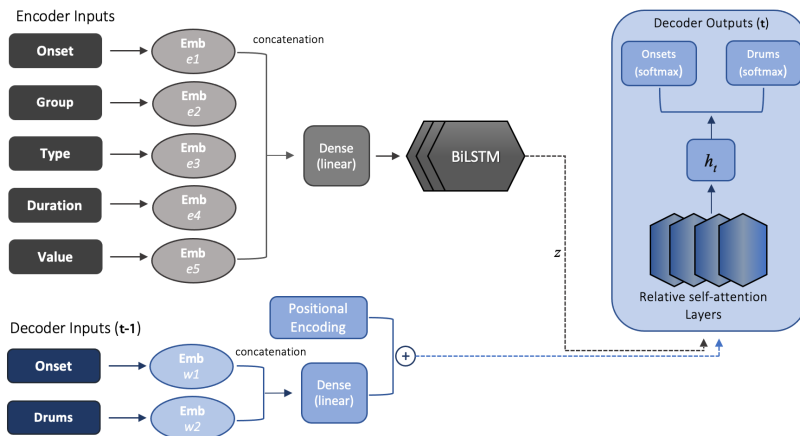 Encoder Inputs
Onset
Emb
e1
concatenation
Group
Emb
e2
Type
Emb
e3
Duration
Emb
e4
Value
Emb
e5
Dense
(linear)
BiLSTM
z
Decoder Inputs (t-1)
Onset
Emb
w1
concatenation
Drums
Emb
w2
Dense
(linear)
Positional
Encoding
+
Decoder Outputs (t)
Onsets
(softmax)
Drums
(softmax)
ht
Relative self-attention
Layers